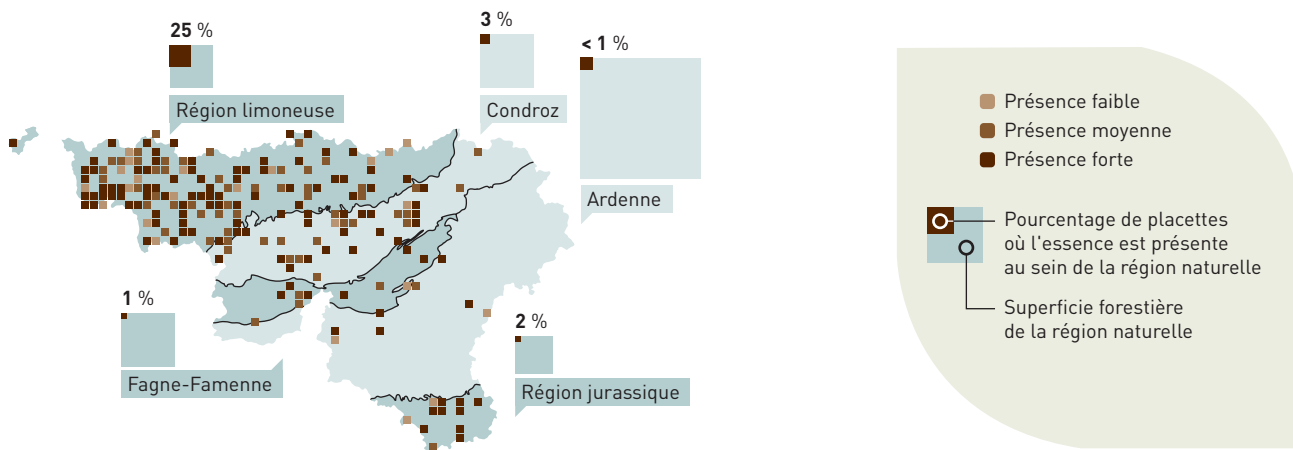 25 %
Région limoneuse
3 %
Condroz
< 1 %
Ardenne
1 %
Fagne-Famenne
2 %
Région jurassique
Présence faible
Présence moyenne
Présence forte
Pourcentage de placettes
où l'essence est présente
au sein de la région naturelle
Superficie forestière
de la région naturelle